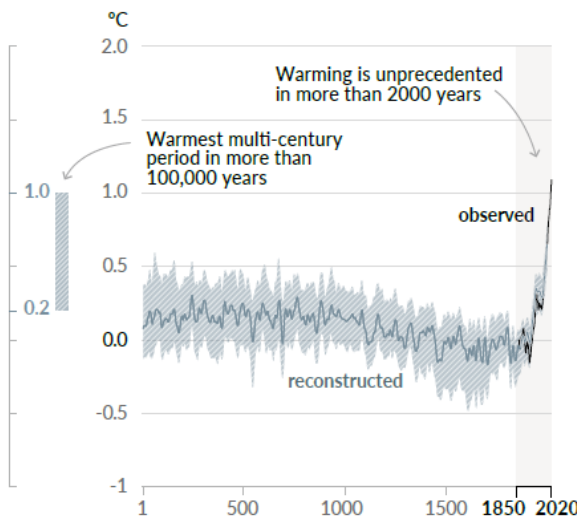 °C
2.0
Warming is unprecedented
in more than 2000 years
1.5
Warmest multi-century
period in more than
100,000 years
1.0
1.0
observed
0.5
0.2
0.0
reconstructed
-0.5
-1
1
500
1000
1500
1850
2020